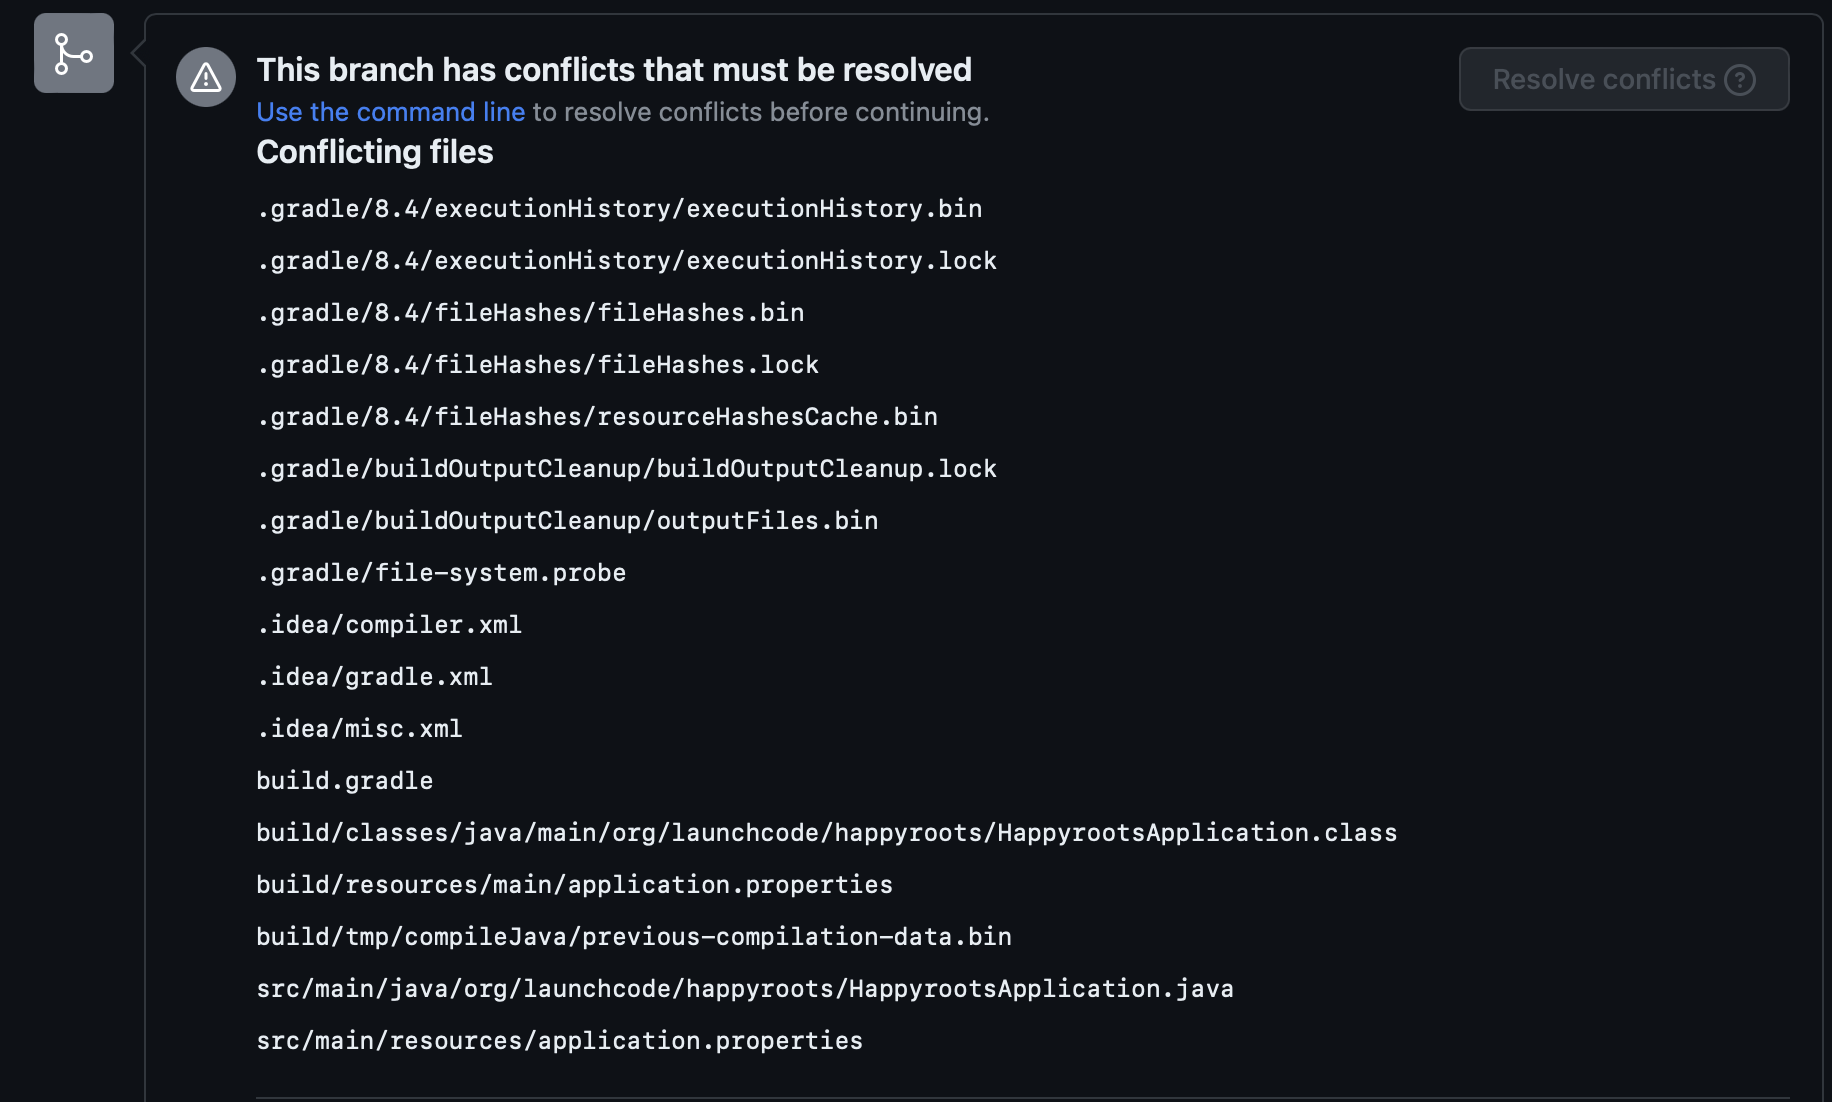 This branch has conflicts that must be resolved
Resolve conflicts
Use the command line to resolve conflicts before continuing.
Conflicting files
.gradle/8.4/executionHistory/executionHistory.bin
.gradle/8.4/executionHistory/executionHistory.lock
.gradle/8.4/fileHashes/fileHashes.bin
.gradle/8.4/fileHashes/fileHashes.lock
.gradle/8.4/fileHashes/resourceHashesCache.bin
.gradle/buildOutputCleanup/buildOutputCleanup.lock
.gradle/buildOutputCleanup/outputFiles.bin
.gradle/file-system.probe
.idea/compiler.xml
.idea/gradle.xml
.idea/misc.xml
build.gradle
build/classes/java/main/org/launchcode/happyroots/HappyrootsApplication.class
build/resources/main/application.properties
build/tmp/compileJava/previous-compilation-data.bin
src/main/java/org/launchcode/happyroots/HappyrootsApplication.java
src/main/resources/application.properties